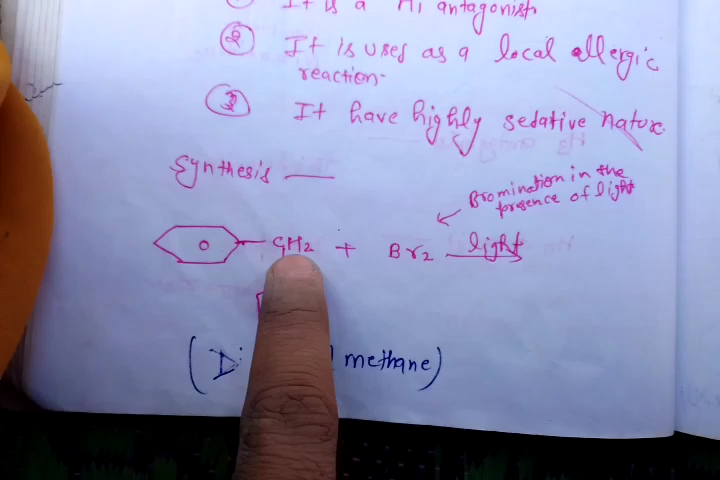 It is a H1 antagonist
② It is used as a local allergic
reaction-
③ It have highly sedative nature.
Synthesis —
Bromination in the
presence of light
CH2 + Br2 light
methane)